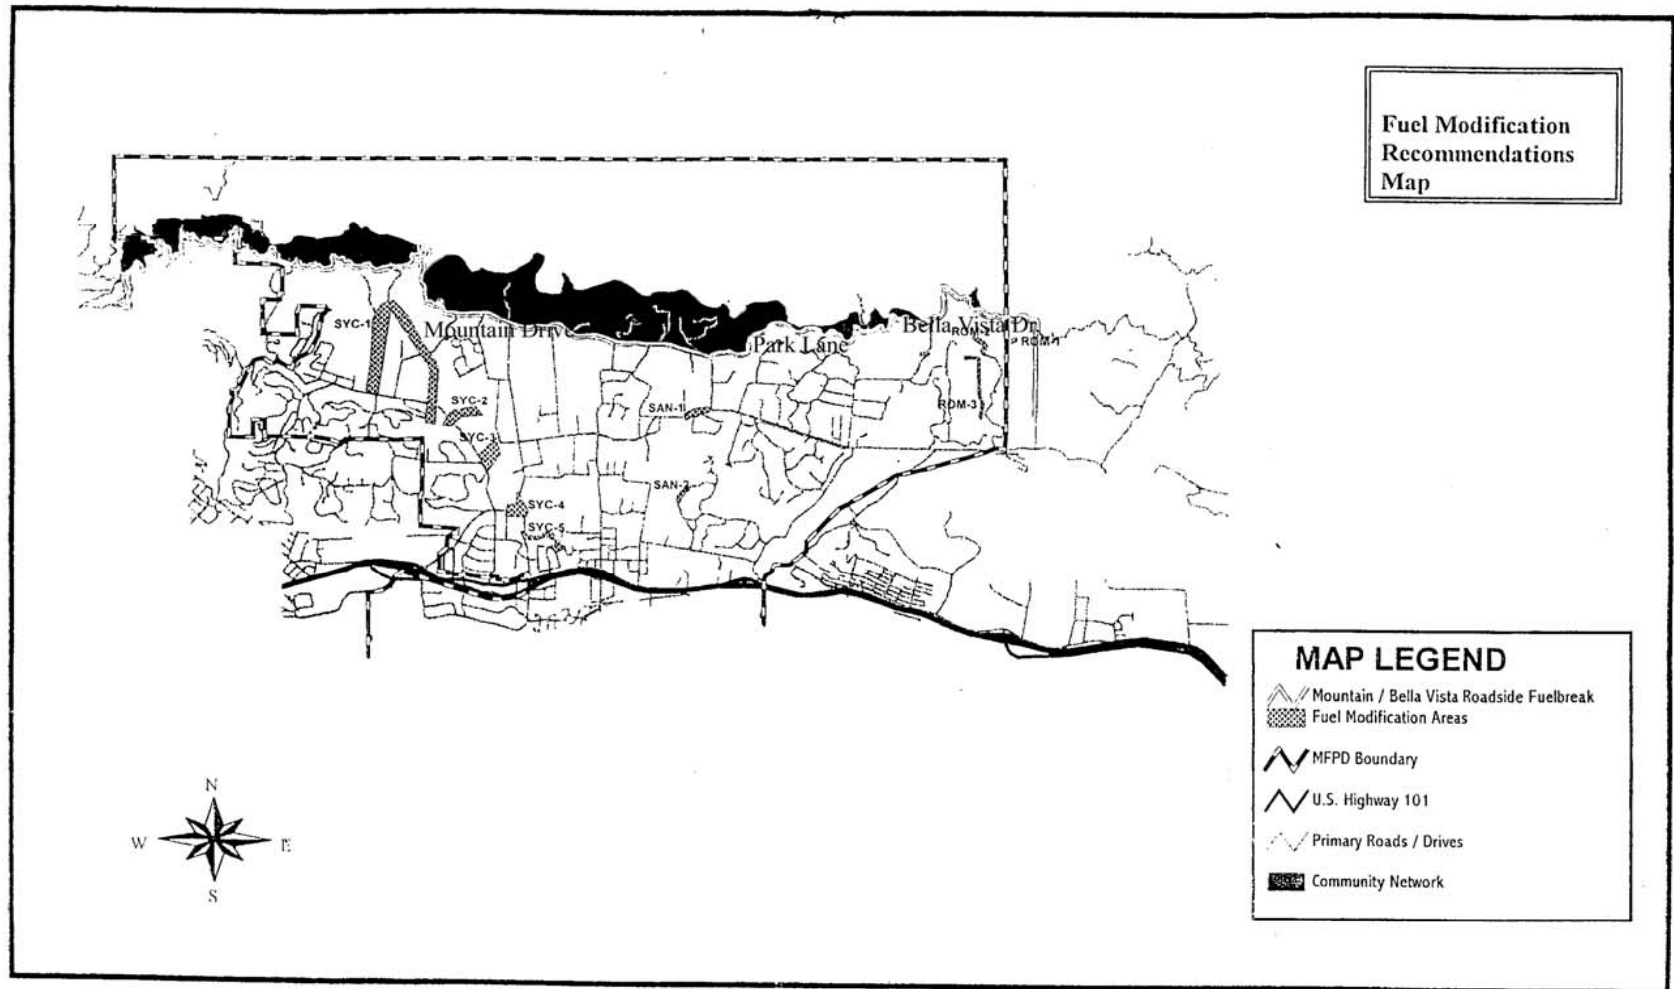 Fuel Modification
Recommendations
Map
SYC-1
Mountain Drive
Bella Vista Dr
ROM-1
Park Lane
SYC-2
SAN-1
ROM-3
SYC-3
SAN-2
SYC-4
SYC-5
MAP LEGEND
Mountain / Bella Vista Roadside Fuelbreak
Fuel Modification Areas
MFPD Boundary
U.S. Highway 101
Primary Roads / Drives
Community Network
N
W
E
S